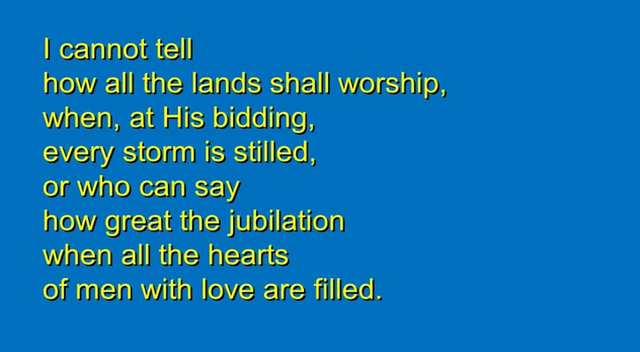 I cannot tell
how all the lands shall worship,
when, at His bidding,
every storm is stilled,
or who can say
how great the jubilation
when all the hearts
of men with love are filled.